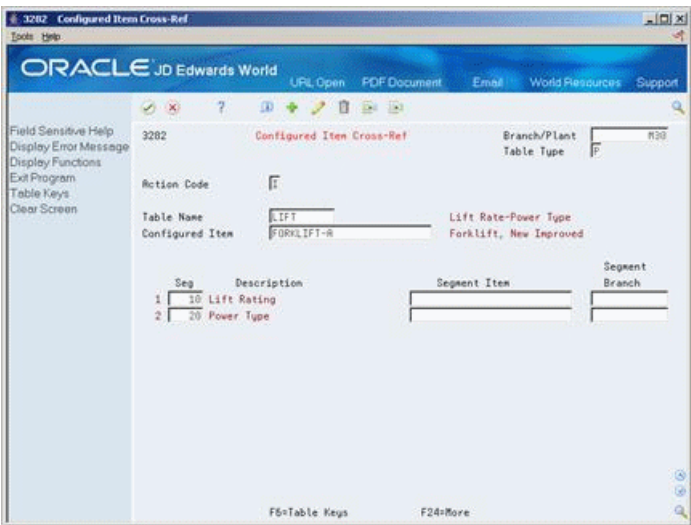 3282 Configured Item Cross-Ref
Tools Help
ORACLE JD Edwards World
URL Open PDF Document Email World Resources Support
Field Sensitive Help
Display Error Message
Display Functions
Exit Program
Table Keys
Clear Screen
3282 Configured Item Cross-Ref Branch/Plant M30
Table Type P
Action Code I
Table Name LIFT Lift Rate-Power Type
Configured Item FORKLIFT-A Forklift, New Improved
Segment
Seg Description Segment Item Branch
1 10 Lift Rating
2 20 Power Type
F6=Table Keys F24=More